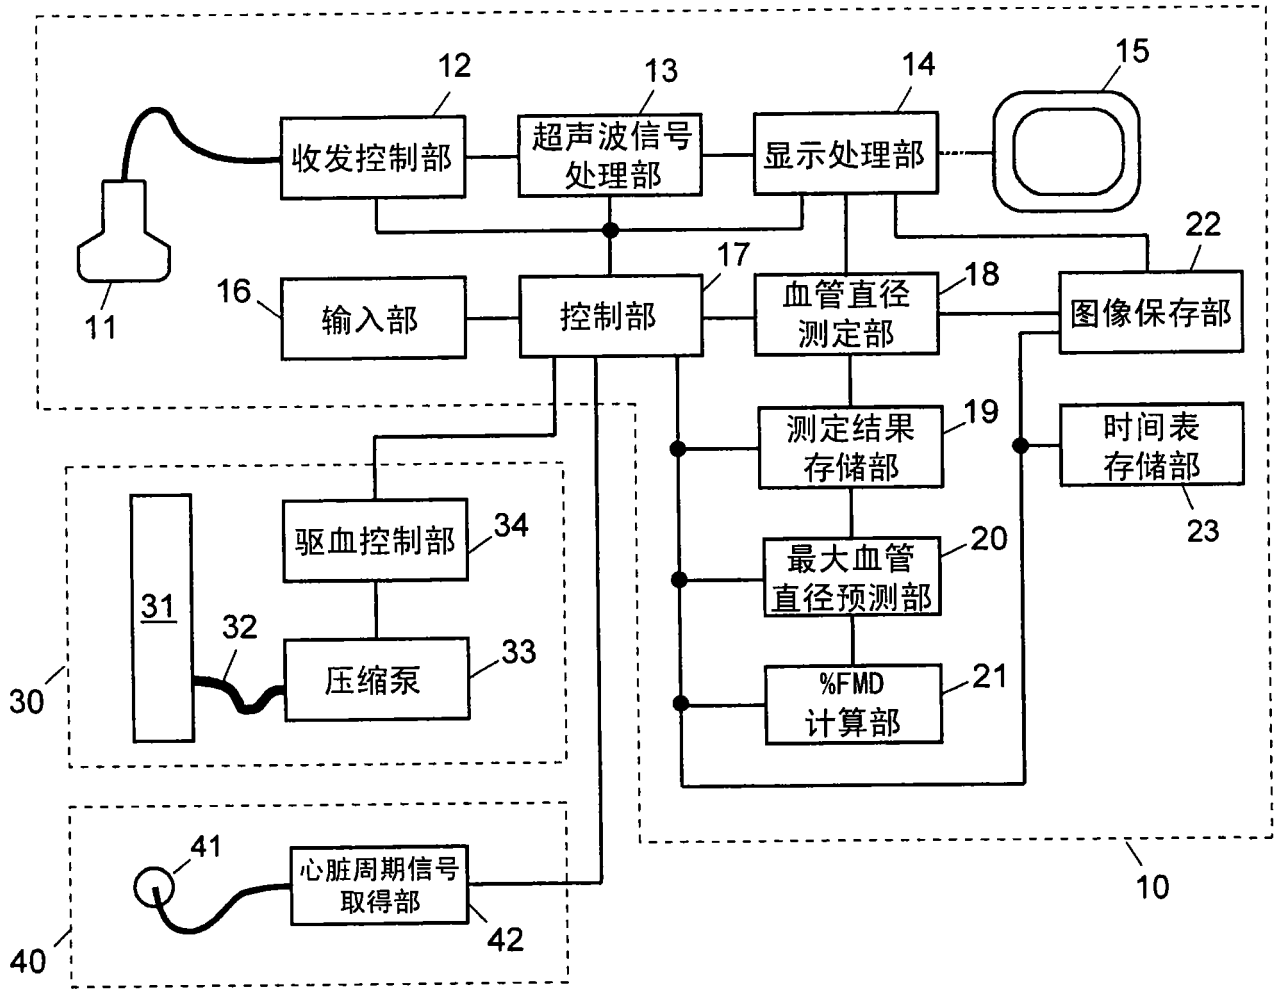 12
13
14
15
收发控制部
超声波信号
处理部
显示处理部
11
16
输入部
17
控制部
18
血管直径
测定部
22
图像保存部
19
测定结果
存储部
时间表
存储部
23
34
驱血控制部
20
最大血管
直径预测部
31
32
33
压缩泵
21
%FMD
计算部
30
41
心脏周期信号
取得部
42
40
10